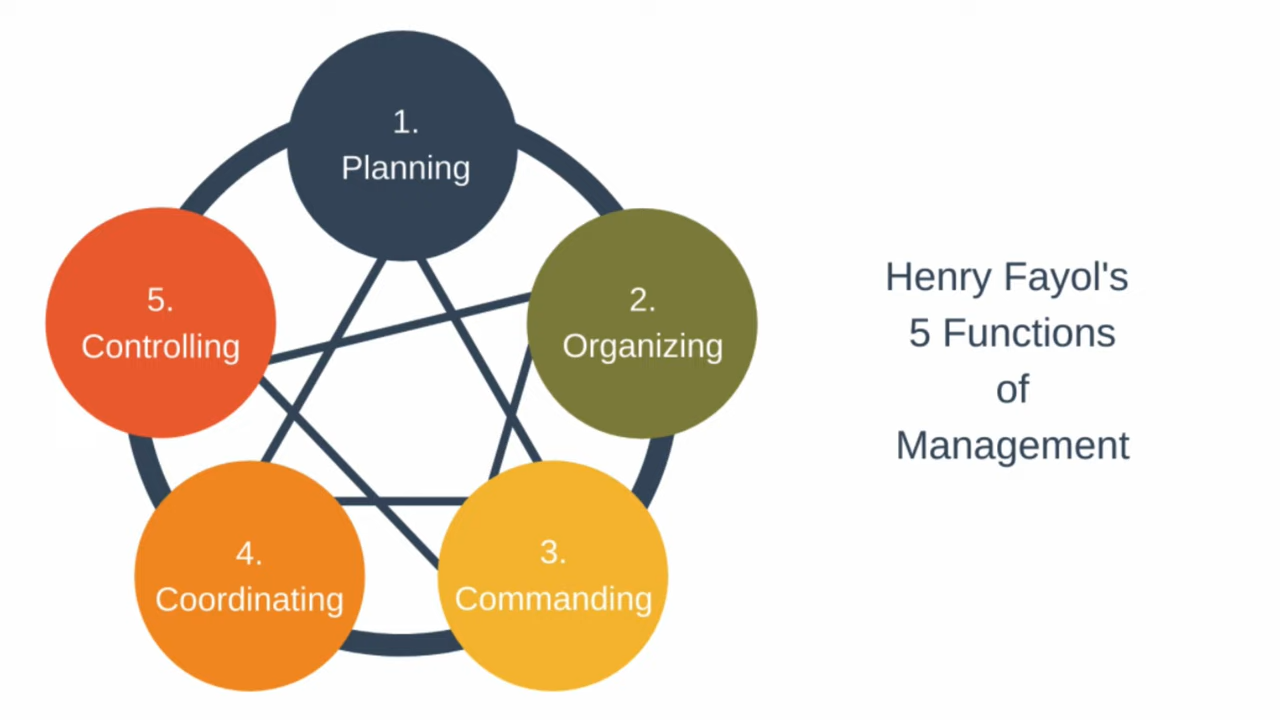 1.
Planning
2.
Organizing
3.
Commanding
4.
Coordinating
5.
Controlling
Henry Fayol's
5 Functions
of
Management